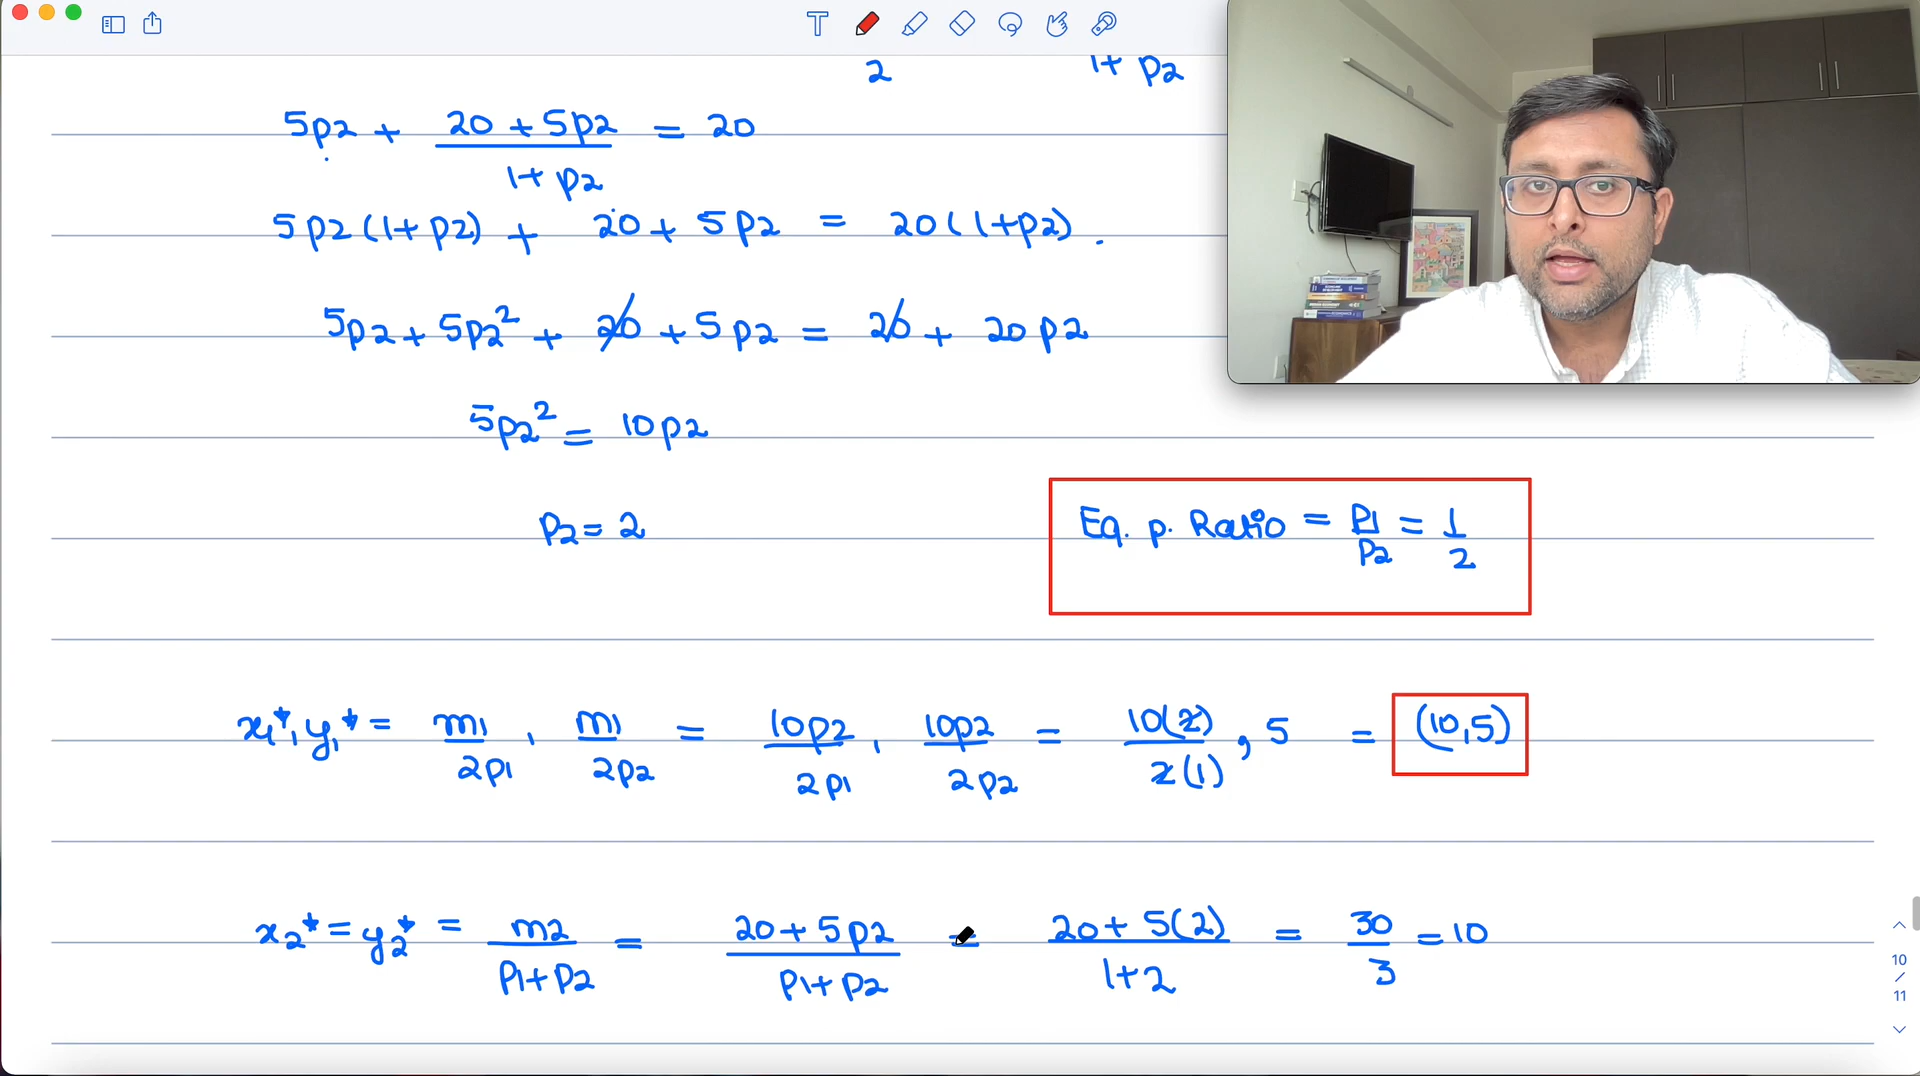 2
1+ p2
5p2 + 20 + 5p2 = 20
1+ p2
5p2 (1+ p2) + 20 + 5p2 = 20 (1+p2).
5p2 + 5p2² + 20 + 5p2 = 20 + 20p2
5p2² = 10p2
p2 = 2
Eq. p. Ratio = p1 = 1
p2 2
x1*, y1* = m1 , m1 = 10p2 , 10p2 = 10(2) , 5 = (10,5)
2p1 2p2 2p1 2p2 2(1)
x2* = y2* = m2 = 20 + 5p2 = 20 + 5(2) = 30 = 10
p1+p2 p1+p2 1+2 3
10
/
11